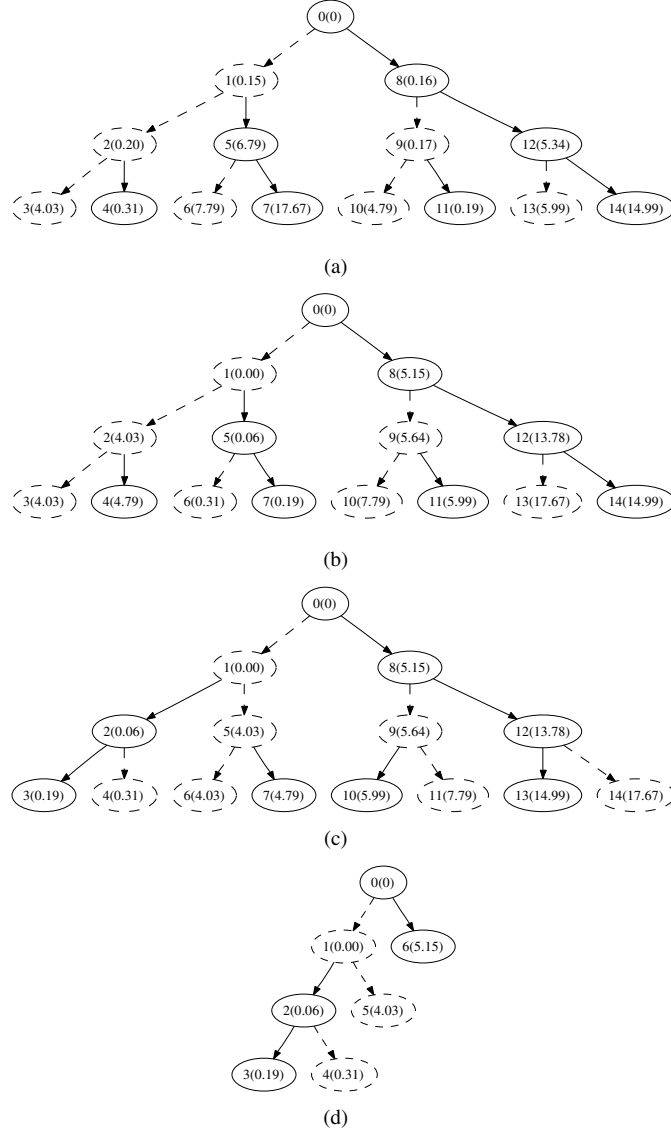 0(0)
1(0.15) 8(0.16)
2(0.20) 5(6.79) 9(0.17) 12(5.34)
3(4.03) 4(0.31) 6(7.79) 7(17.67) 10(4.79) 11(0.19) 13(5.99) 14(14.99)
(a)
0(0)
1(0.00) 8(5.15)
2(4.03) 5(0.06) 9(5.64) 12(13.78)
3(4.03) 4(4.79) 6(0.31) 7(0.19) 10(7.79) 11(5.99) 13(17.67) 14(14.99)
(b)
0(0)
1(0.00) 8(5.15)
2(0.06) 5(4.03) 9(5.64) 12(13.78)
3(0.19) 4(0.31) 6(4.03) 7(4.79) 10(5.99) 11(7.79) 13(14.99) 14(17.67)
(c)
0(0)
1(0.00) 6(5.15)
2(0.06) 5(4.03)
3(0.19) 4(0.31)
(d)